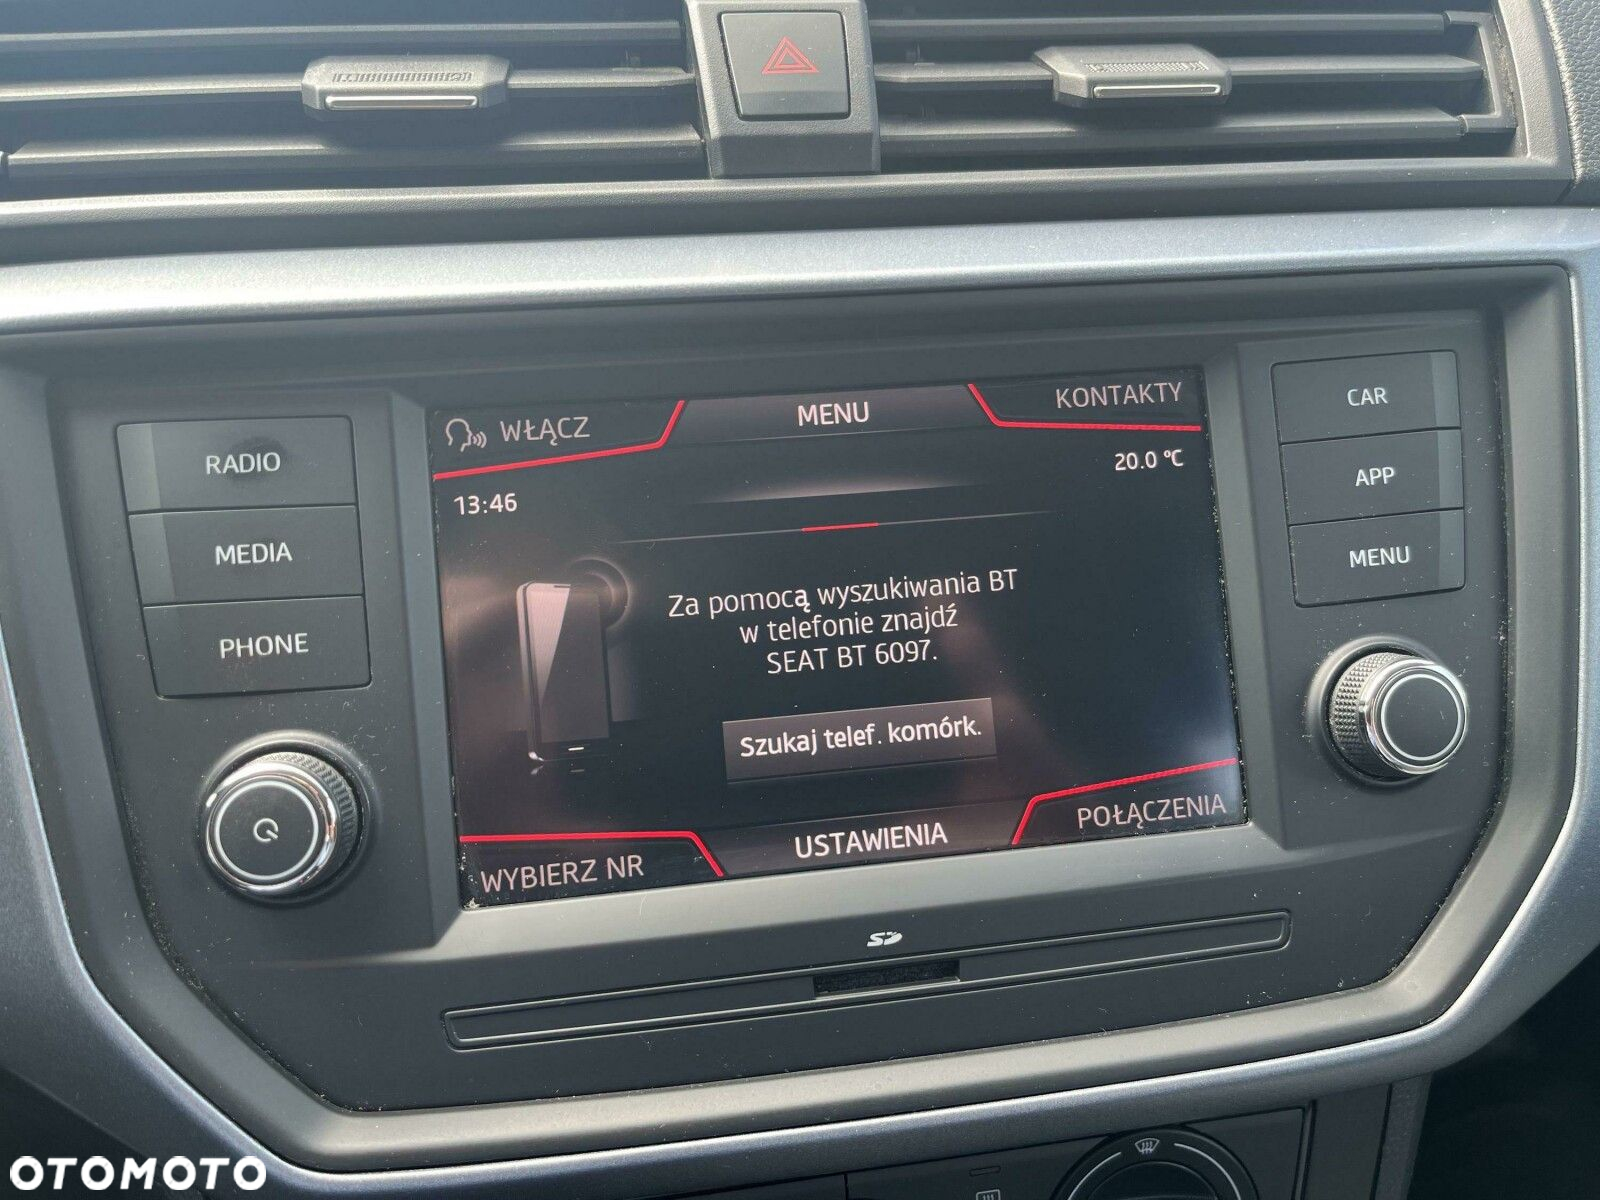 WŁĄCZ
MENU
KONTAKTY
13:46
20.0 ℃
RADIO
MEDIA
PHONE
CAR
APP
MENU
Za pomocą wyszukiwania BT
w telefonie znajdź
SEAT BT 6097.
Szukaj telef. komórk.
WYBIERZ NR
USTAWIENIA
POŁĄCZENIA
SD
OTOMOTO